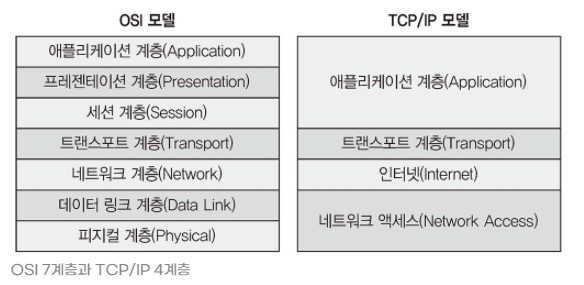 OSI 모델
애플리케이션 계층(Application)
프레젠테이션 계층(Presentation)
세션 계층(Session)
트랜스포트 계층(Transport)
네트워크 계층(Network)
데이터 링크 계층(Data Link)
피지컬 계층(Physical)
TCP/IP 모델
애플리케이션 계층(Application)
트랜스포트 계층(Transport)
인터넷(Internet)
네트워크 액세스(Network Access)
OSI 7계층과 TCP/IP 4계층